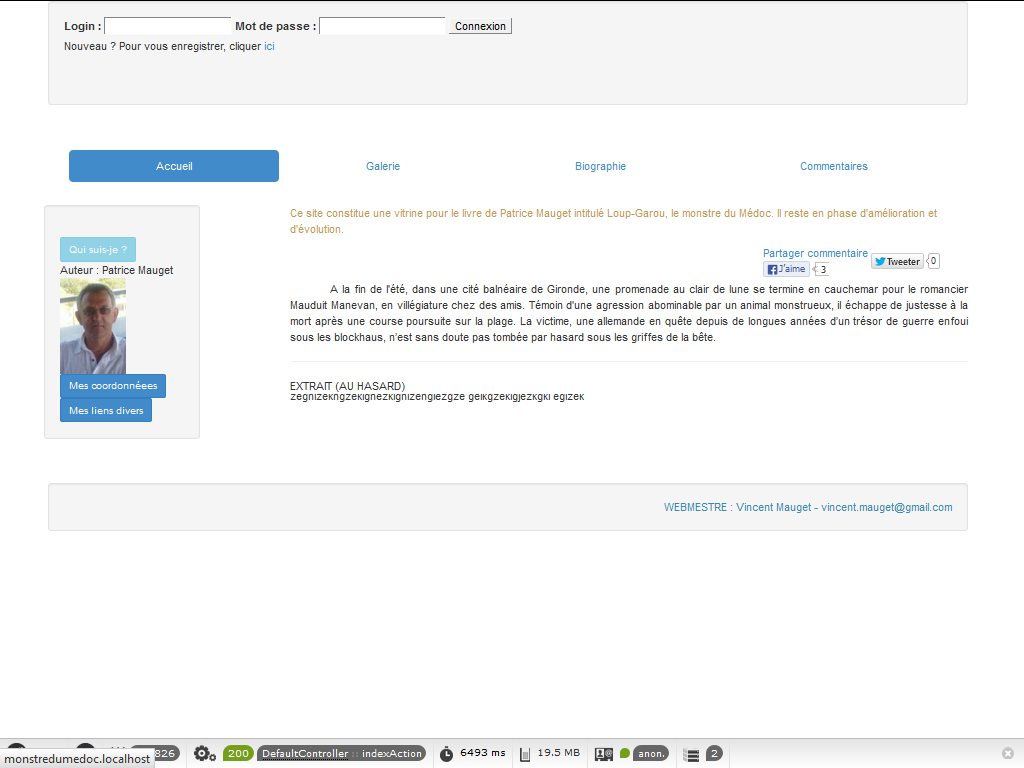 Login : Mot de passe : Connexion
Nouveau ? Pour vous enregistrer, cliquer ici
Accueil Galerie Biographie Commentaires
Qui suis-je ?
Auteur : Patrice Mauget
Mes coordonnéees
Mes liens divers
Ce site constitue une vitrine pour le livre de Patrice Mauget intitulé Loup-Garou, le monstre du Médoc. Il reste en phase d'amélioration et
d'évolution.
Partager commentaire
J'aime 3
Tweeter 0
A la fin de l'été, dans une cité balnéaire de Gironde, une promenade au clair de lune se termine en cauchemar pour le romancier
Mauduit Manevan, en villégiature chez des amis. Témoin d'une agression abominable par un animal monstrueux, il échappe de justesse à la
mort après une course poursuite sur la plage. La victime, une allemande en quête depuis de longues années d'un trésor de guerre enfoui
sous les blockhaus, n'est sans doute pas tombée par hasard sous les griffes de la bête.
EXTRAIT (AU HASARD)
WEBMESTRE : Vincent Mauget - vincent.mauget@gmail.com
826 200 DefaultController :: indexAction 6493 ms 19.5 MB anon. 2
monstredumedoc.localhost